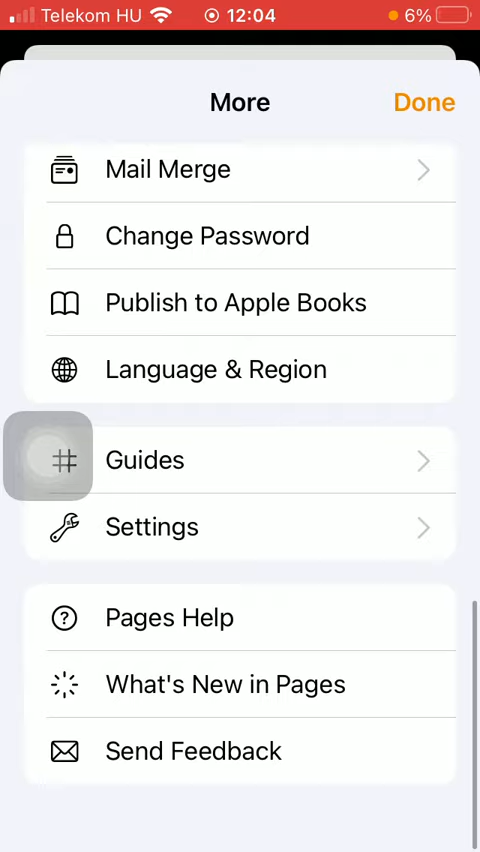 Telekom HU 12:04 6%
More Done
Mail Merge
Change Password
Publish to Apple Books
Language & Region
Guides
Settings
Pages Help
What's New in Pages
Send Feedback